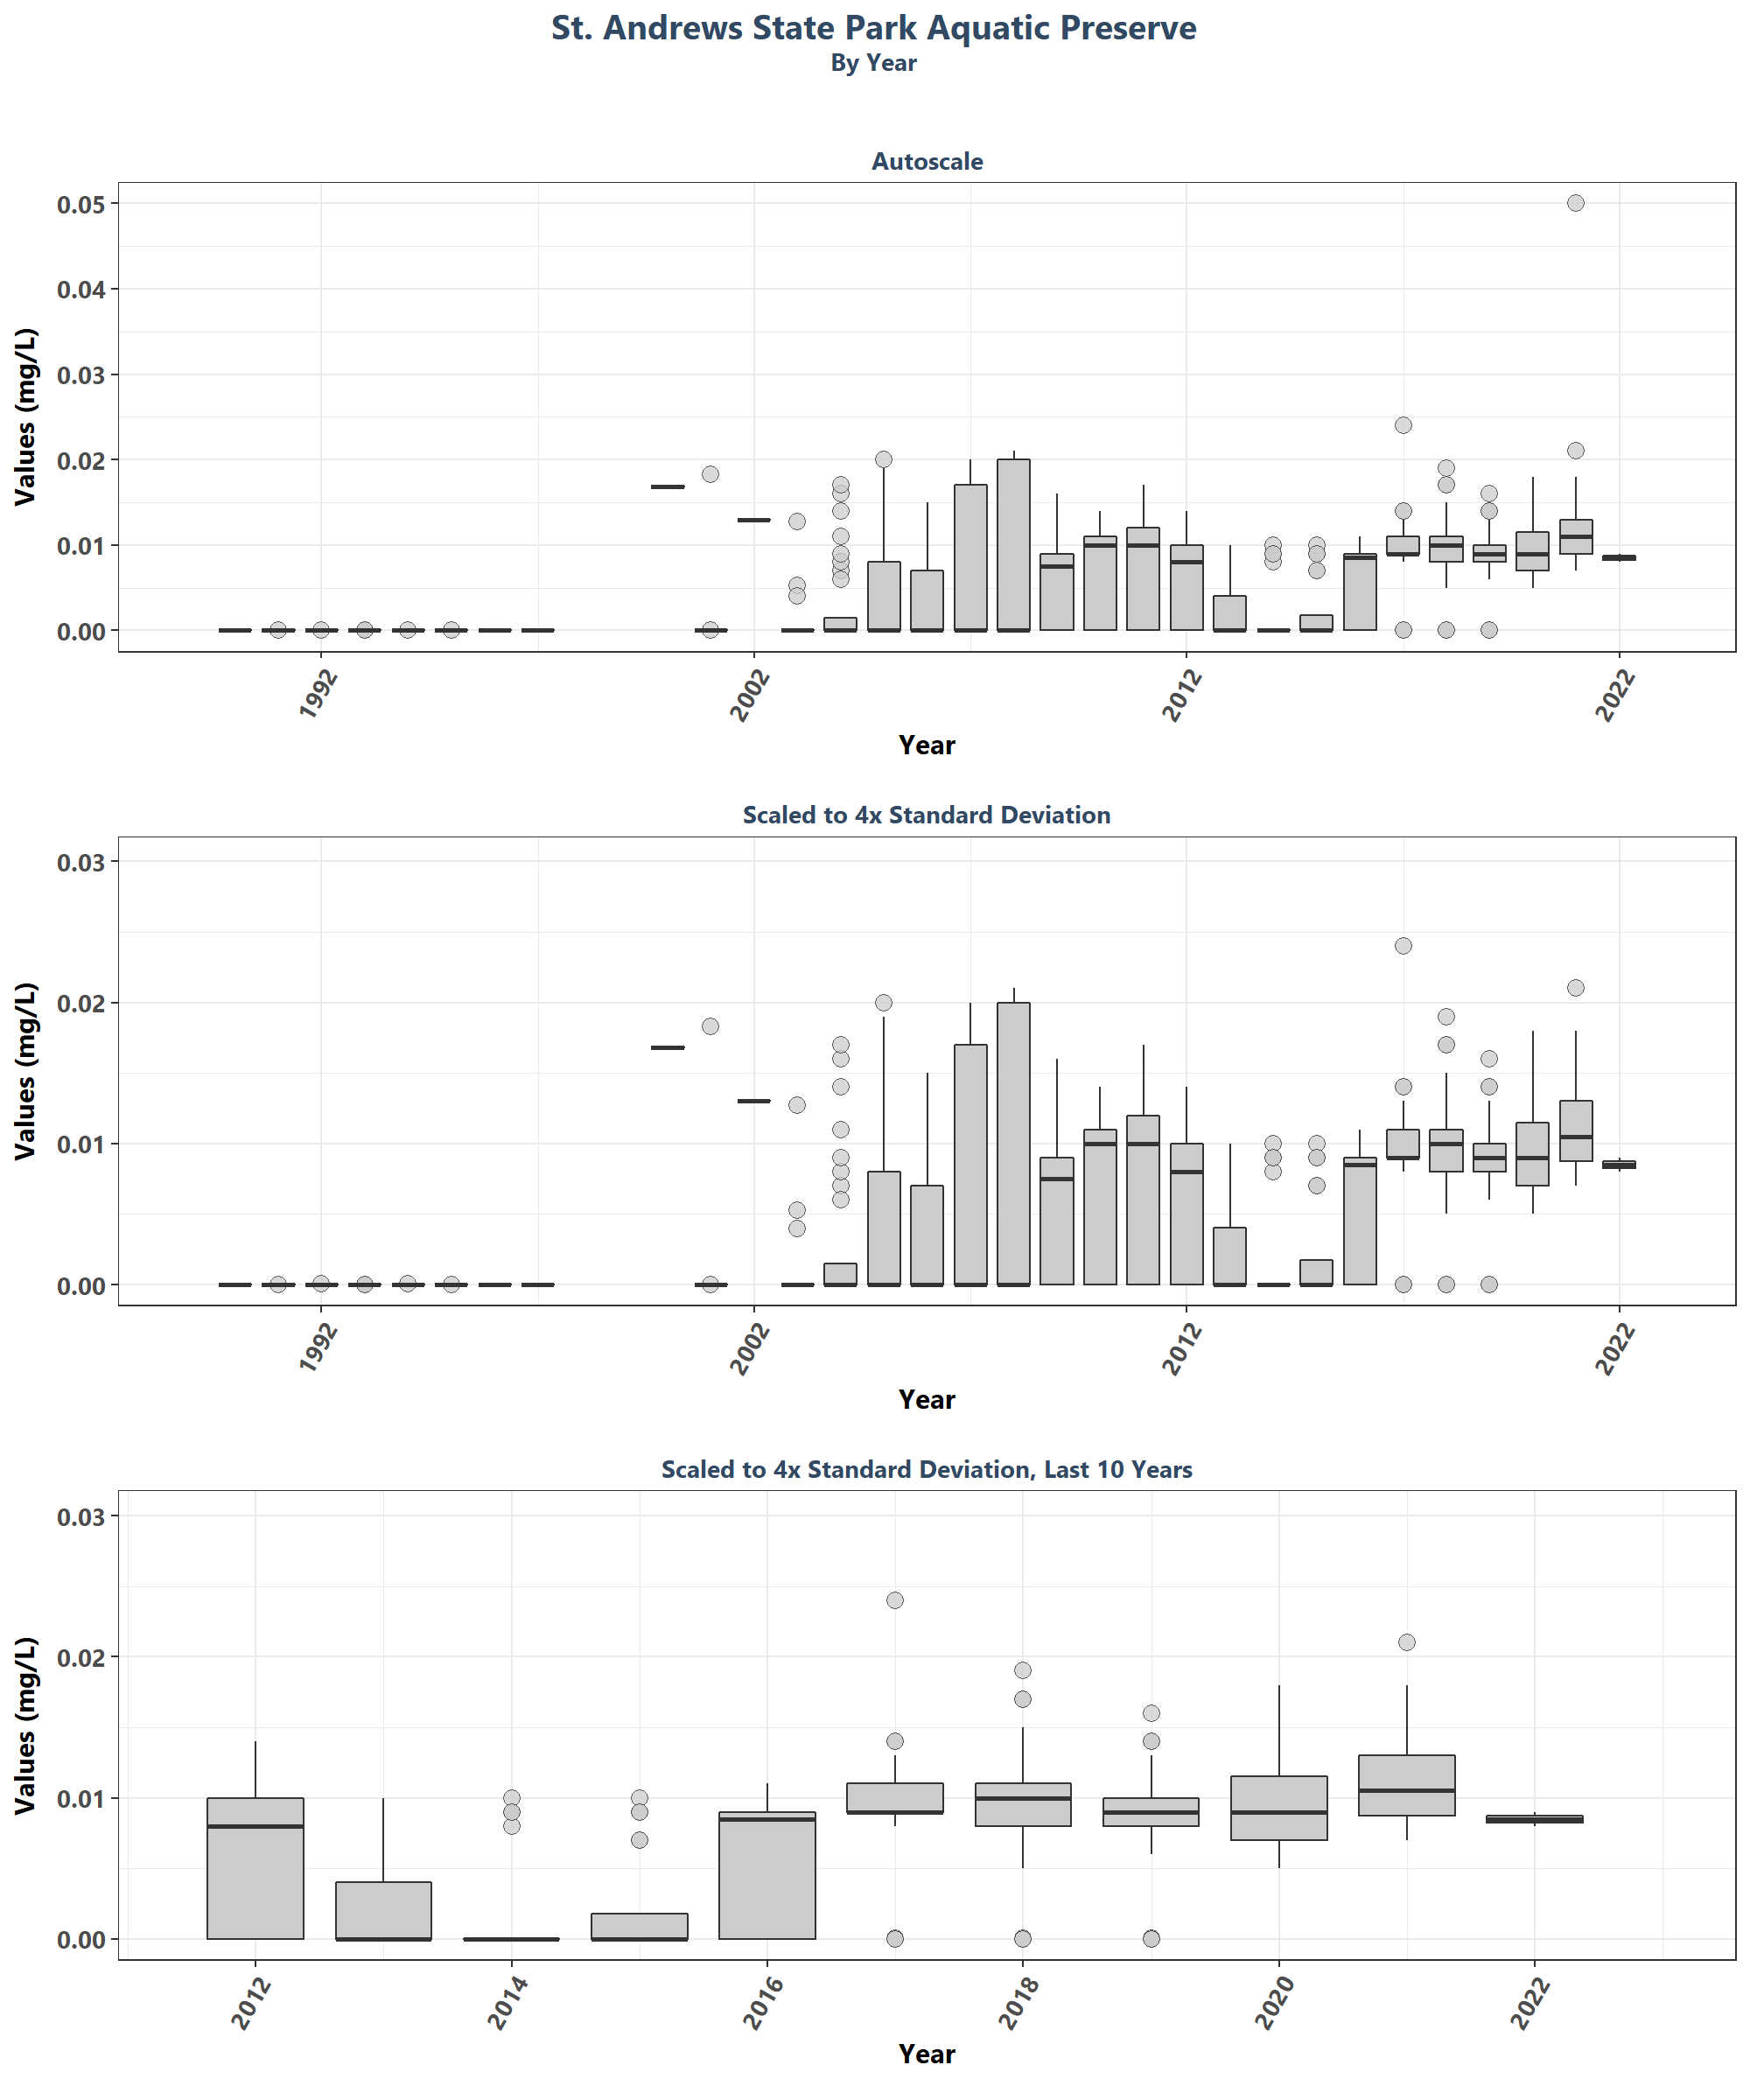 St. Andrews State Park Aquatic Preserve
By Year
Autoscale
Values (mg/L)
0.05
0.04
0.03
0.02
0.01
0.00
1992
2002
2012
2022
Year
Scaled to 4x Standard Deviation
Values (mg/L)
0.03
0.02
0.01
0.00
1992
2002
2012
2022
Year
Scaled to 4x Standard Deviation, Last 10 Years
Values (mg/L)
0.03
0.02
0.01
0.00
2012
2014
2016
2018
2020
2022
Year